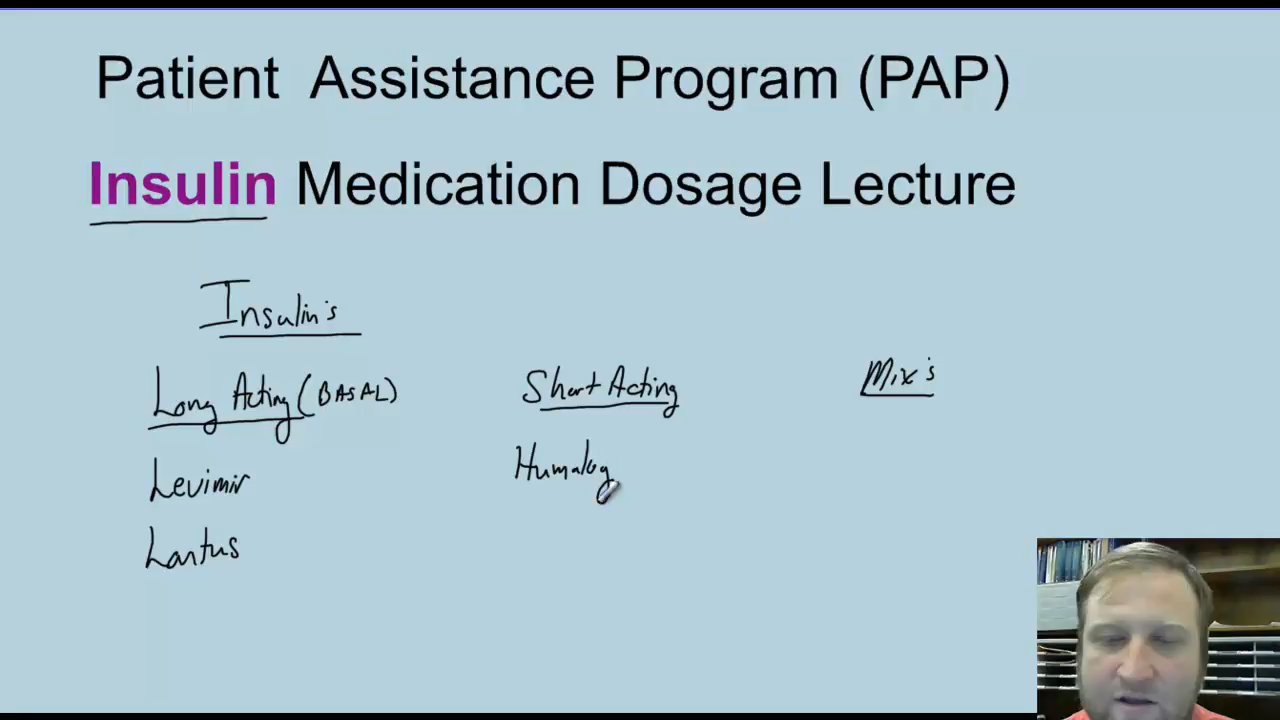 Patient Assistance Program (PAP)
Insulin Medication Dosage Lecture
Insulin's
Long Acting (BASAL)
Short Acting
Mix's
Levimir
Humalog
Lantus